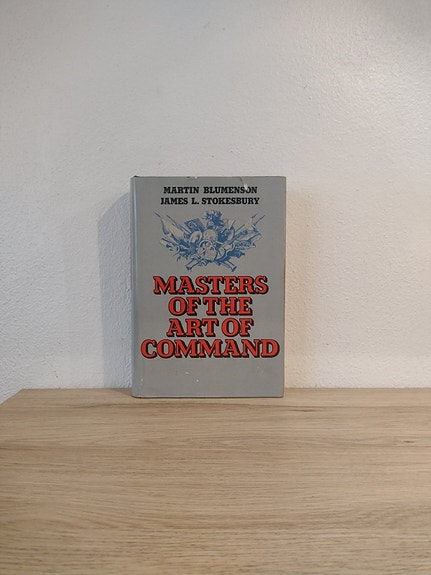 MARTIN BLUMENSON
JAMES L. STOKESBURY
MASTERS
OF THE
ART OF
COMMAND